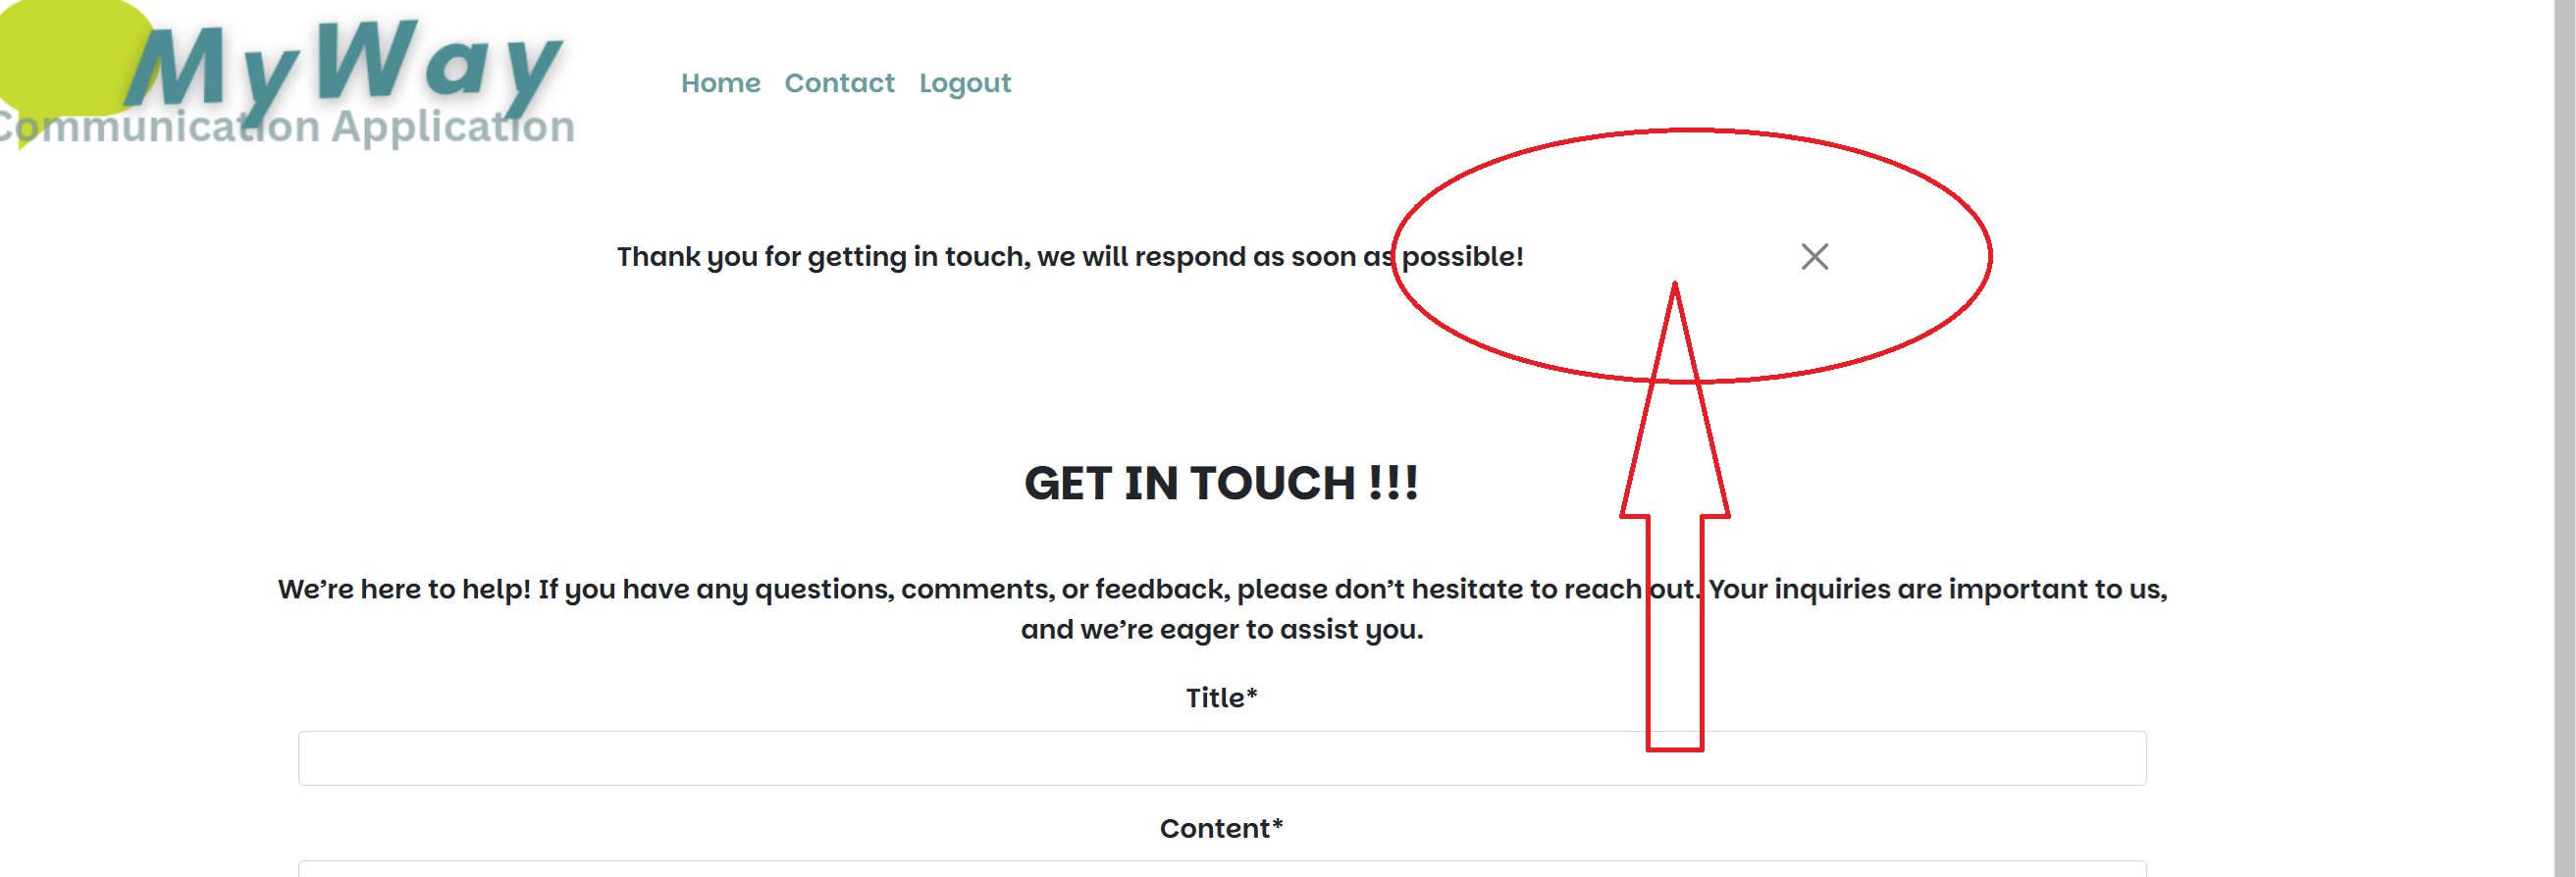 MyWay
Communication Application
Home Contact Logout
Thank you for getting in touch, we will respond as soon as possible!
GET IN TOUCH !!!
We’re here to help! If you have any questions, comments, or feedback, please don’t hesitate to reach out. Your inquiries are important to us,
and we’re eager to assist you.
Title*
Content*